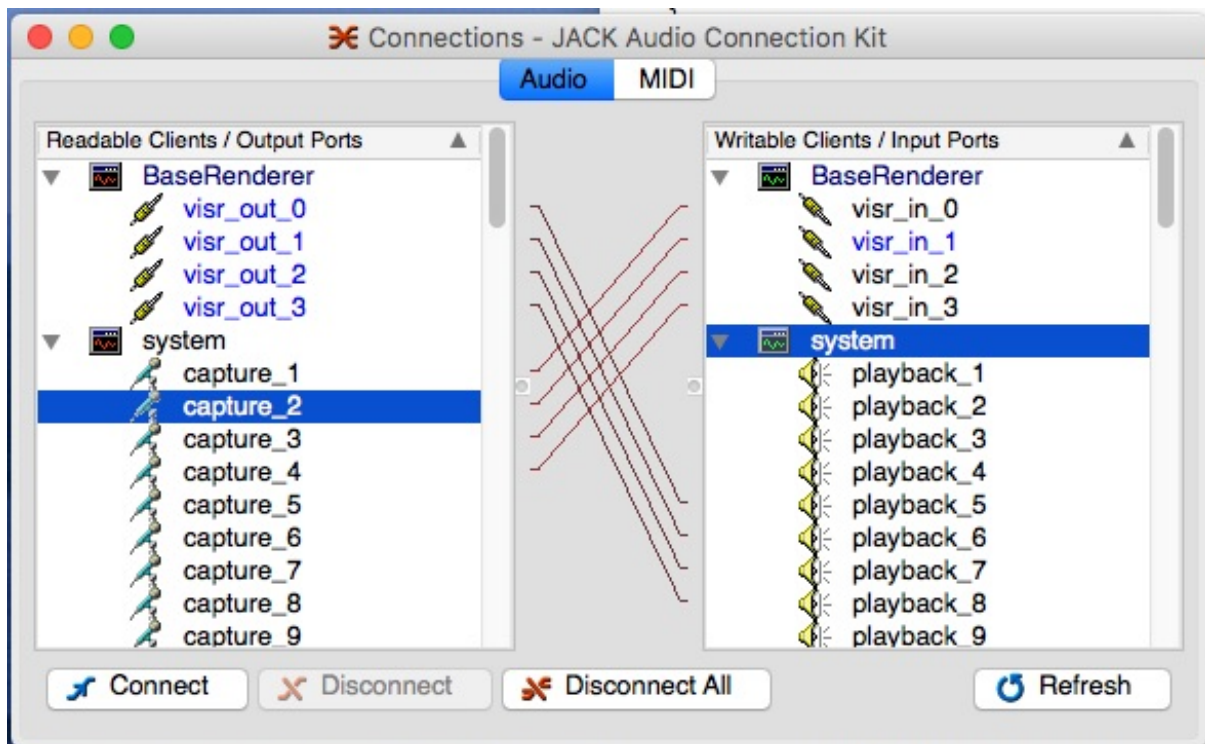 Connections - JACK Audio Connection Kit
Audio MIDI
Readable Clients / Output Ports
BaseRenderer
visr_out_0
visr_out_1
visr_out_2
visr_out_3
system
capture_1
capture_2
capture_3
capture_4
capture_5
capture_6
capture_7
capture_8
capture_9
Writable Clients / Input Ports
BaseRenderer
visr_in_0
visr_in_1
visr_in_2
visr_in_3
system
playback_1
playback_2
playback_3
playback_4
playback_5
playback_6
playback_7
playback_8
playback_9
Connect Disconnect Disconnect All Refresh